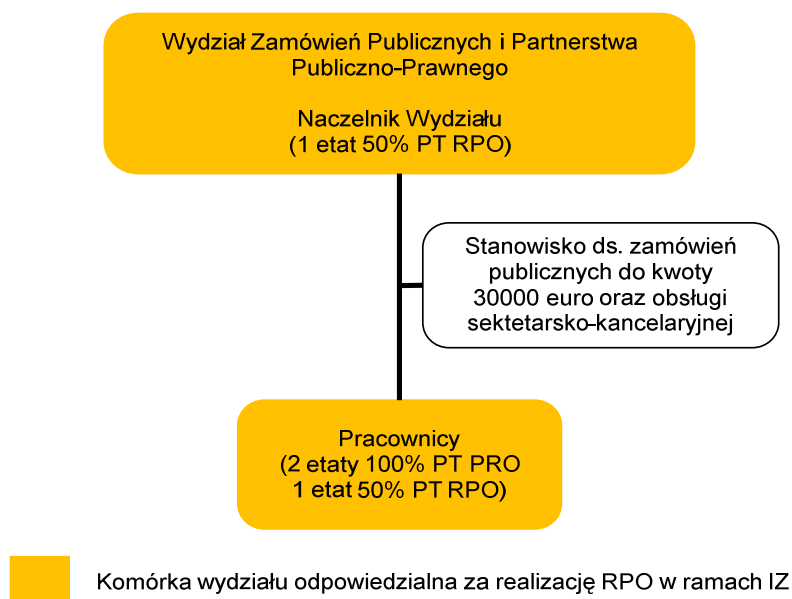 Wydział Zamówień Publicznych i Partnerstwa
Publiczno-Prawnego
Naczelnik Wydziału
(1 etat 50% PT RPO)
Stanowisko ds. zamówień
publicznych do kwoty
30000 euro oraz obsługi
sektetarsko-kancelaryjnej
Pracownicy
(2 etaty 100% PT PRO
1 etat 50% PT RPO)
Komórka wydziału odpowiedzialna za realizację RPO w ramach IZ